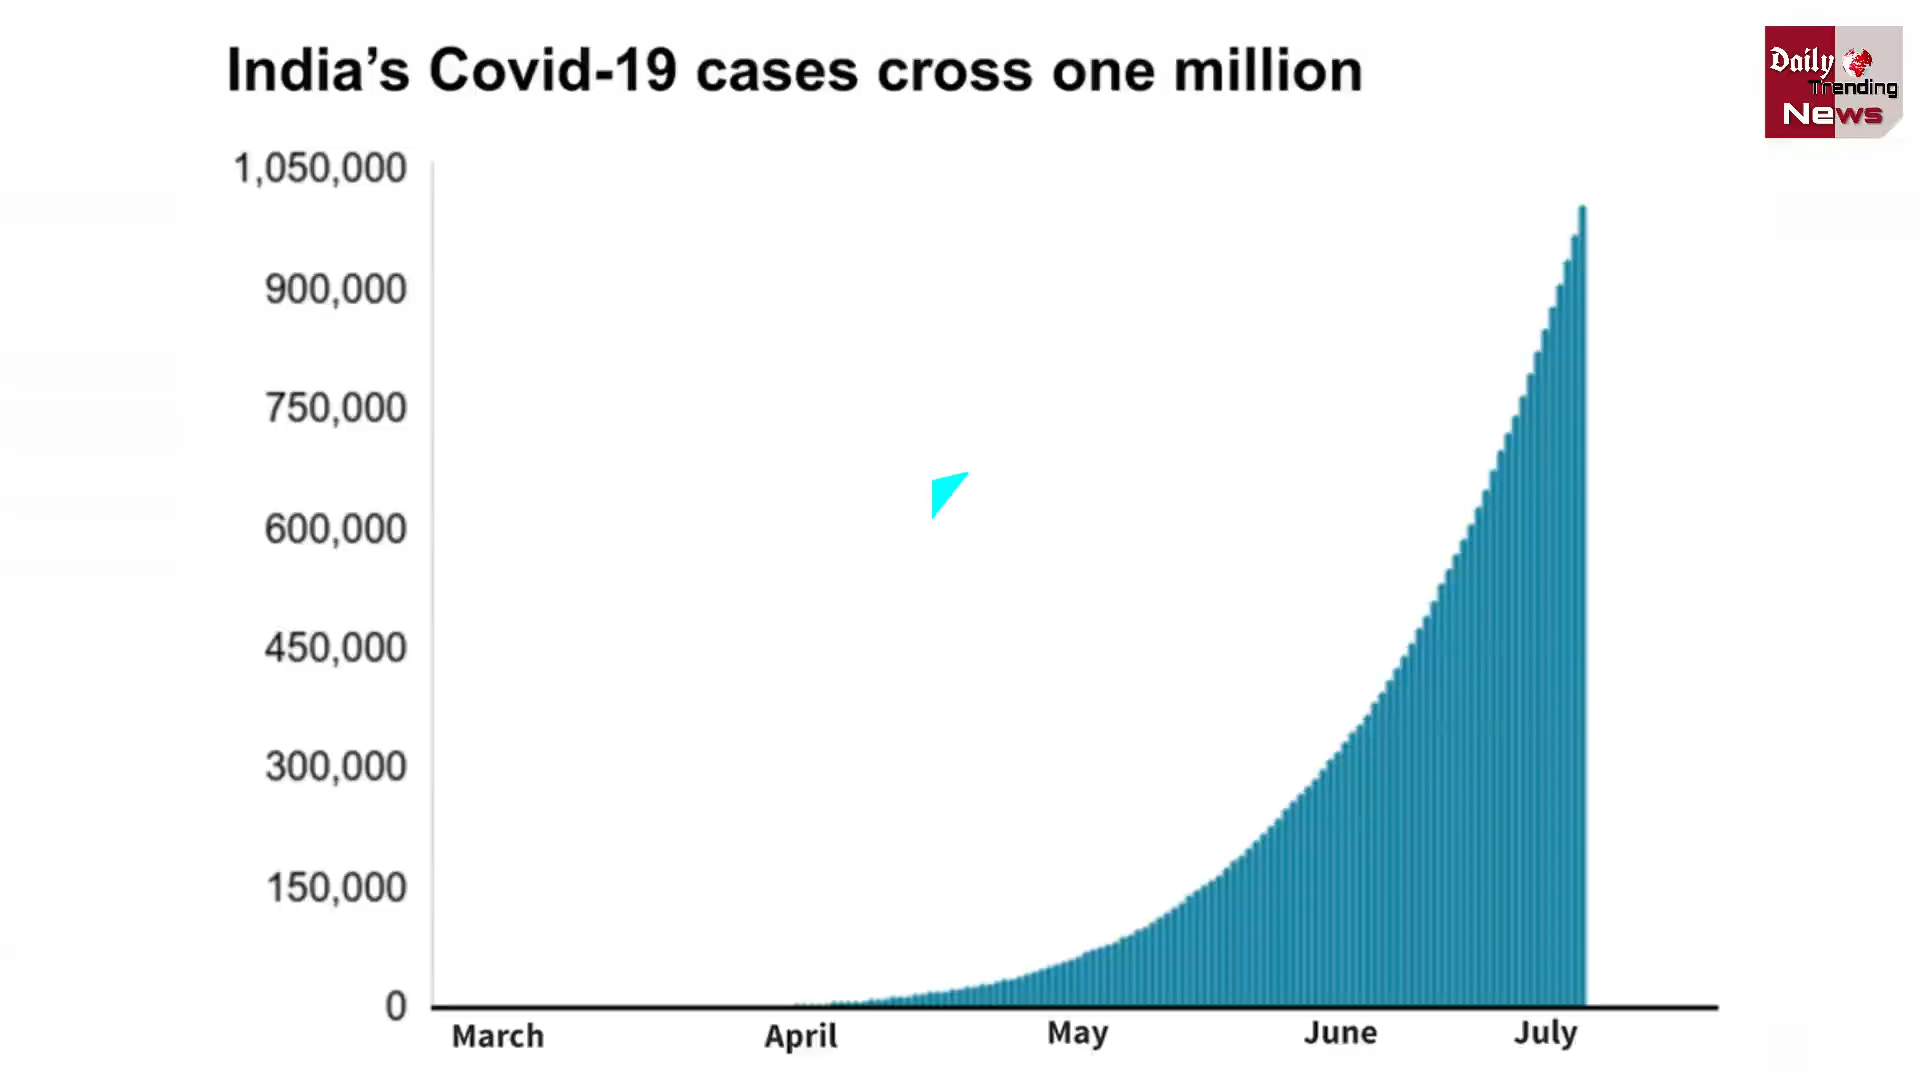 India’s Covid-19 cases cross one million
Daily
Trending
News
1,050,000
900,000
750,000
600,000
450,000
300,000
150,000
0
March April May June July